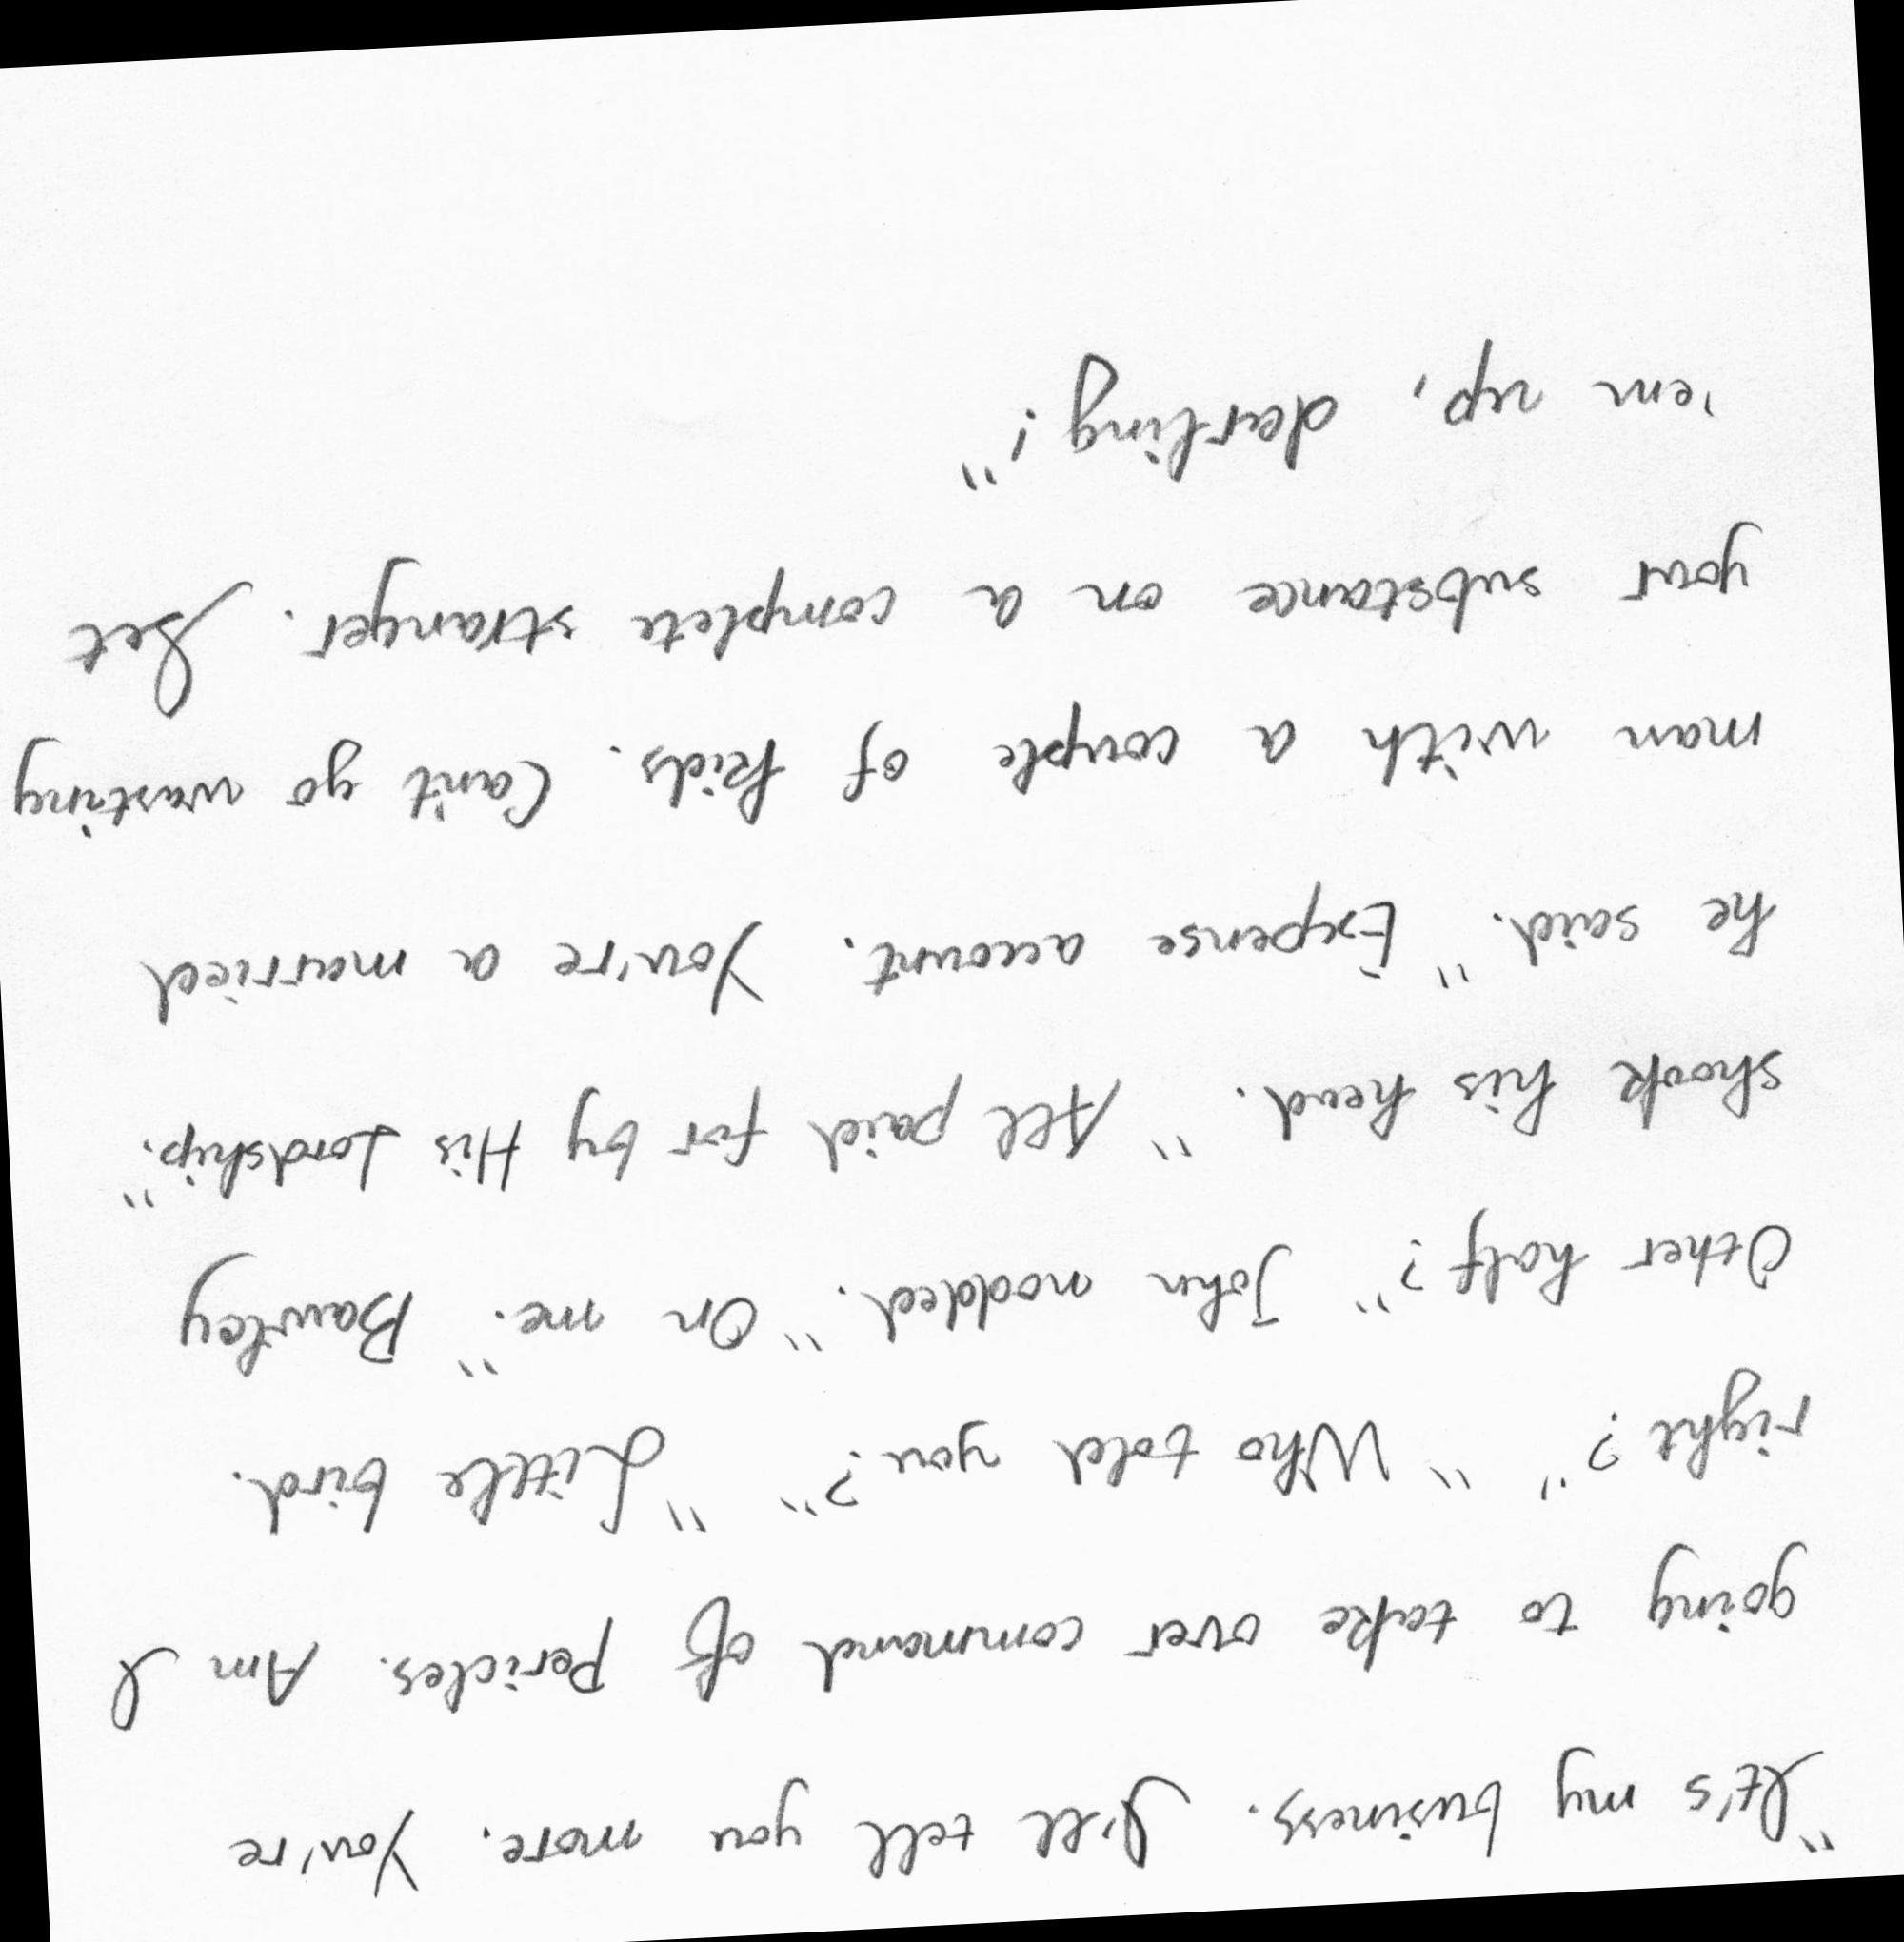 "It's my business. I'll tell you more. You're
going to take over command of Pericles. Am I
right?" "Who told you?" "Little bird.
Other half?" John nodded. "On me." Bawley
shook his head. "All paid for by His Lordship."
he said. "Expense account. You're a married
man with a couple of kids. Can't go wasting
your substance on a complete stranger. Set
'em up, darling!"